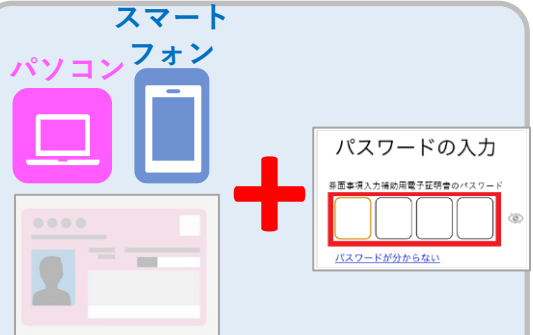 スマート
フォン
パソコン
パスワードの入力
券面事項入力補助用電子証明書のパスワード
パスワードが分からない